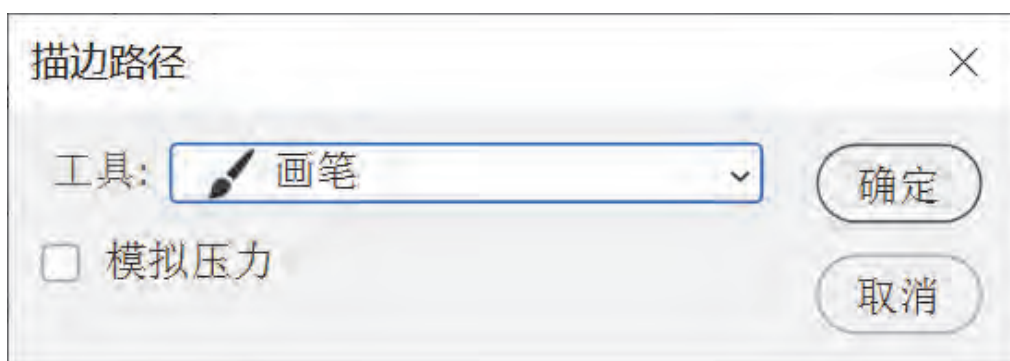 描边路径
工具: 画笔
确定
模拟压力
取消